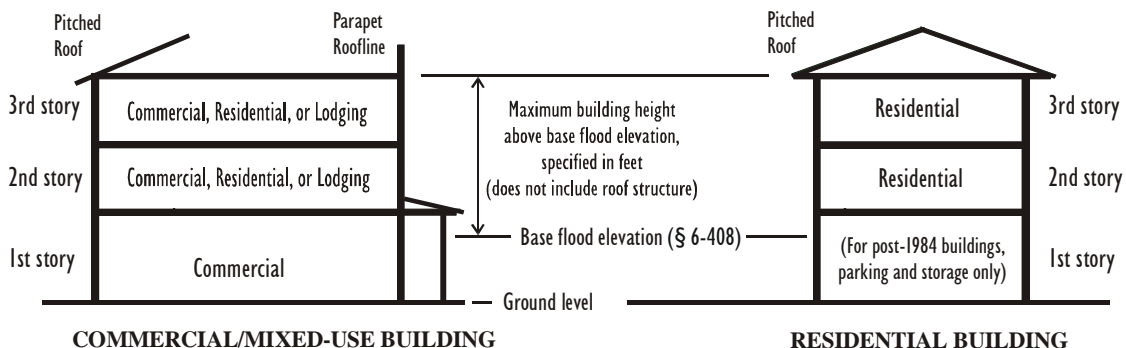 Pitched
Roof
Parapet
Roofline
Pitched
Roof
3rd story
Commercial, Residential, or Lodging
Maximum building height
above base flood elevation,
specified in feet
(does not include roof structure)
Residential
3rd story
2nd story
Commercial, Residential, or Lodging
Residential
2nd story
1st story
Commercial
Base flood elevation (§ 6-408)
(For post-1984 buildings,
parking and storage only)
1st story
Ground level
COMMERCIAL/MIXED-USE BUILDING
RESIDENTIAL BUILDING